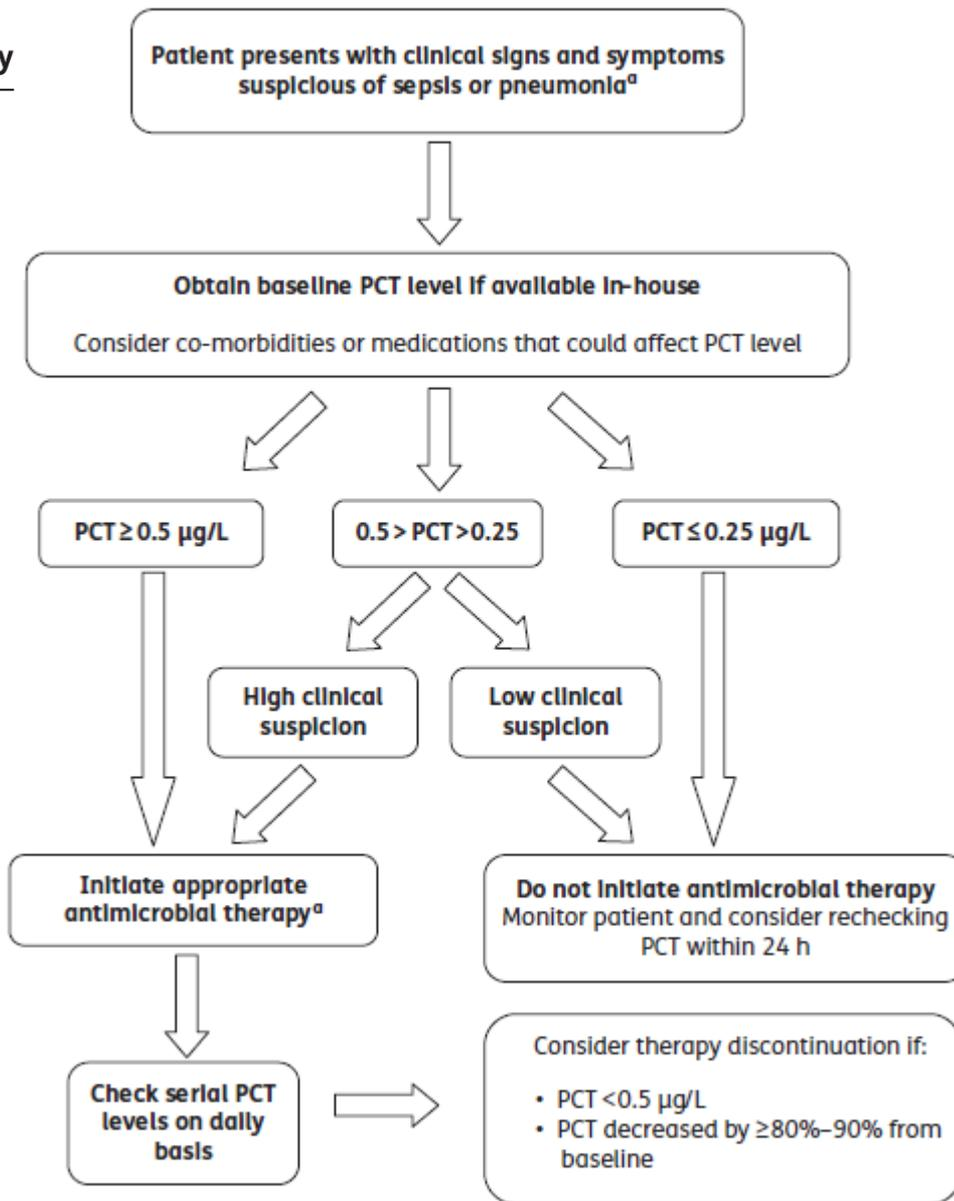 y
Patient presents with clinical signs and symptoms
suspicious of sepsis or pneumoniaª
Obtain baseline PCT level if available in-house
Consider co-morbidities or medications that could affect PCT level
PCT ≥ 0.5 µg/L
0.5 > PCT > 0.25
PCT ≤ 0.25 µg/L
High clinical
suspicion
Low clinical
suspicion
Initiate appropriate
antimicrobial therapyª
Do not initiate antimicrobial therapy
Monitor patient and consider rechecking
PCT within 24 h
Check serial PCT
levels on daily
basis
Consider therapy discontinuation if:
• PCT <0.5 µg/L
• PCT decreased by ≥80%–90% from
baseline